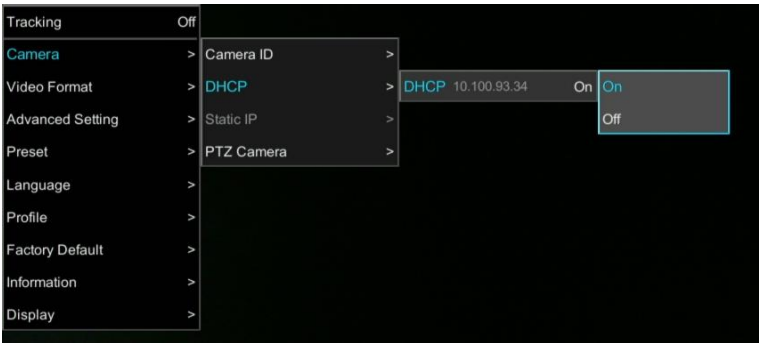 Tracking Off
Camera > Camera ID >
Video Format > DHCP > DHCP 10.100.93.34 On On
Advanced Setting > Static IP > Off
Preset > PTZ Camera >
Language >
Profile >
Factory Default >
Information >
Display >